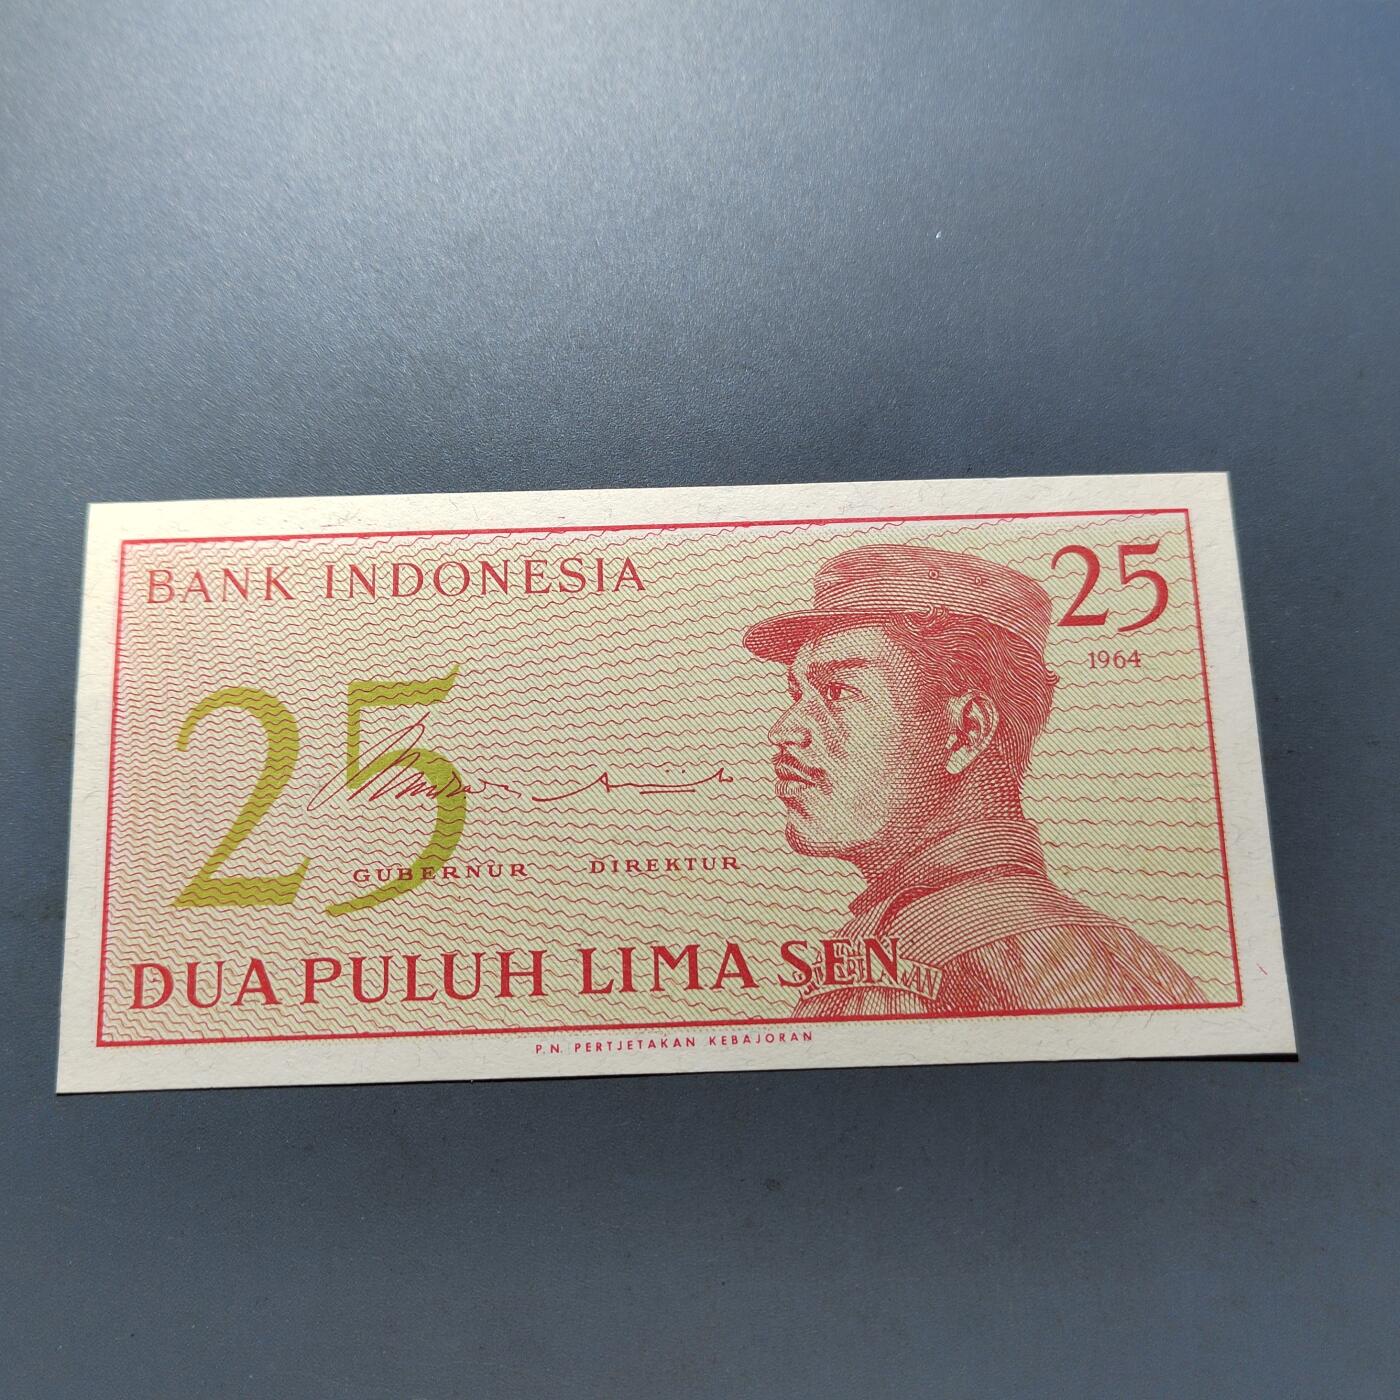 BANK INDONESIA
25
1964
25
GUBERNUR DIREKTUR
DUA PULUH LIMA SEN
P.N. PERTJETAKAN KEBAJORAN